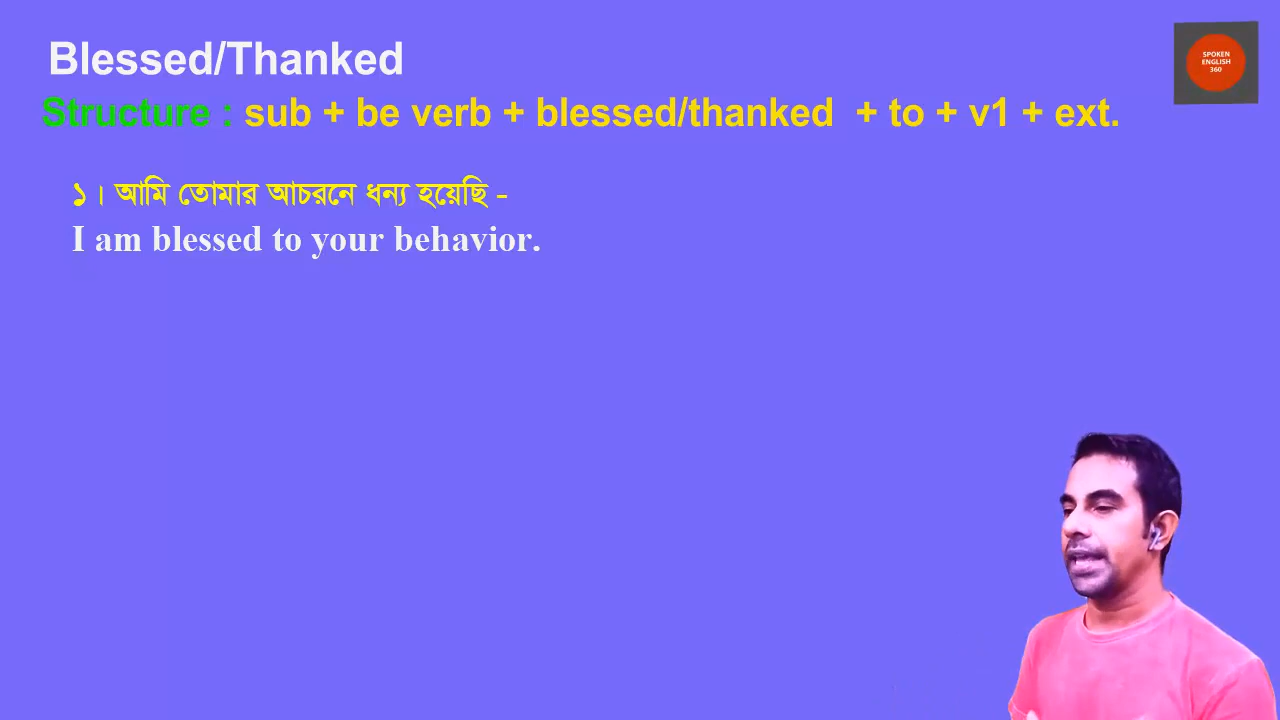 Blessed/Thanked
SPOKEN
ENGLISH
360
Structure : sub + be verb + blessed/thanked + to + v1 + ext.
১। আমি তোমার আচরনে ধন্য হয়েছি -
I am blessed to your behavior.